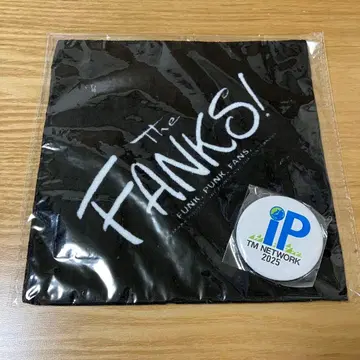 The
FANKS!
FUNK, PUNK, FANS
iP
TM NETWORK
2025